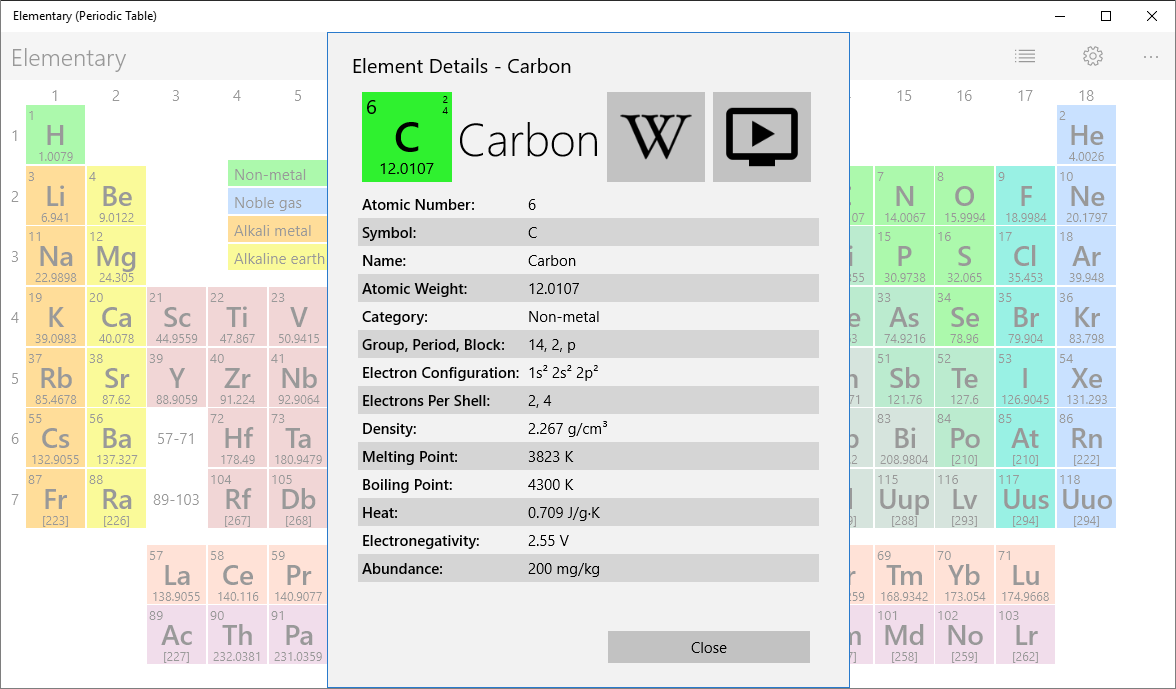 Elementary (Periodic Table)
Elementary
1 2 3 4 5 15 16 17 18
Element Details - Carbon
6 2
4
C
12.0107
Carbon
W
Atomic Number: 6
Symbol: C
Name: Carbon
Atomic Weight: 12.0107
Category: Non-metal
Group, Period, Block: 14, 2, p
Electron Configuration: 1s² 2s² 2p²
Electrons Per Shell: 2, 4
Density: 2.267 g/cm³
Melting Point: 3823 K
Boiling Point: 4300 K
Heat: 0.709 J/g·K
Electronegativity: 2.55 V
Abundance: 200 mg/kg
Close
Non-metal
Noble gas
Alkali metal
Alkaline earth
1 2
1 H He
1.0079 4.0026
3 4 7 8 9 10
2 Li Be N O F Ne
6.941 9.0122 07 14.0067 15.9994 18.9984 20.1797
11 12 15 16 17 18
3 Na Mg P S Cl Ar
22.9898 24.305 855 30.9738 32.065 35.453 39.948
19 20 21 22 23 33 34 35 36
4 K Ca Sc Ti V e As Se Br Kr
39.0983 40.078 44.9559 47.867 50.9415 3 74.9216 78.96 79.904 83.798
37 38 39 40 41 51 52 53 54
5 Rb Sr Y Zr Nb n Sb Te I Xe
85.4678 87.62 88.9059 91.224 92.9064 71 121.76 127.6 126.9045 131.293
55 56 72 73 83 84 85 86
6 Cs Ba 57-71 Hf Ta Bi Po At Rn
132.9055 137.327 178.49 180.9479 .2 208.9804 [210] [210] [222]
87 88 104 105 115 116 117 118
7 Fr Ra 89-103 Rf Db Uup Lv Uus Uuo
[223] [226] [267] [268] 9] [288] [293] [294] [294]
57 58 59 69 70 71
La Ce Pr r Tm Yb Lu
138.9055 140.116 140.9077 259 168.9342 173.054 174.9668
89 90 91 101 102 103
Ac Th Pa m Md No Lr
[227] 232.0381 231.0359 7] [258] [259] [262]